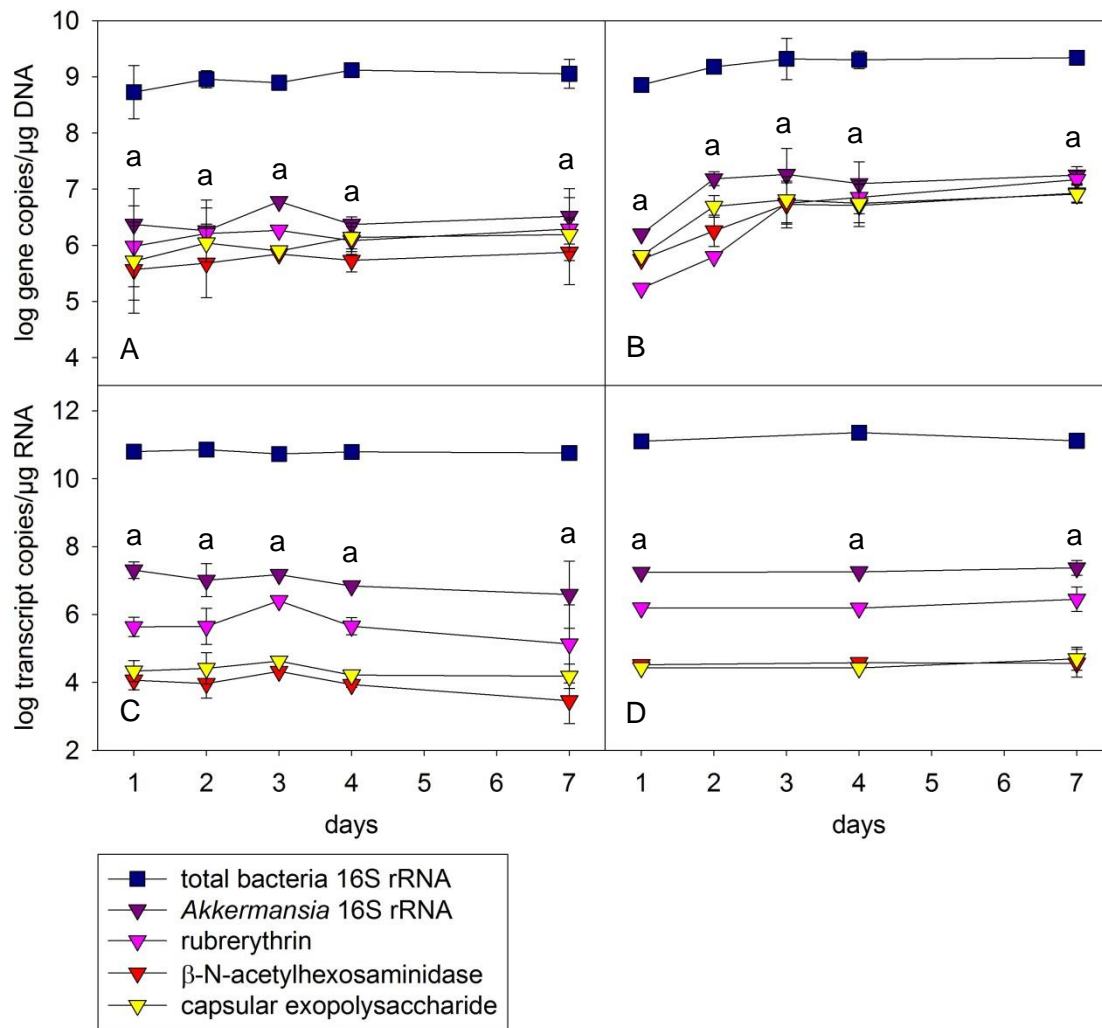 10
9
8
7
6
5
4
log gene copies/µg DNA
a a a a a
A
a a a a a
B
12
10
8
6
4
2
log transcript copies/µg RNA
a a a a a
C
a a a
D
1 2 3 4 5 6 7
1 2 3 4 5 6 7
days
days
total bacteria 16S rRNA
Akkermansia 16S rRNA
rubrerythrin
β-N-acetylhexosaminidase
capsular exopolysaccharide